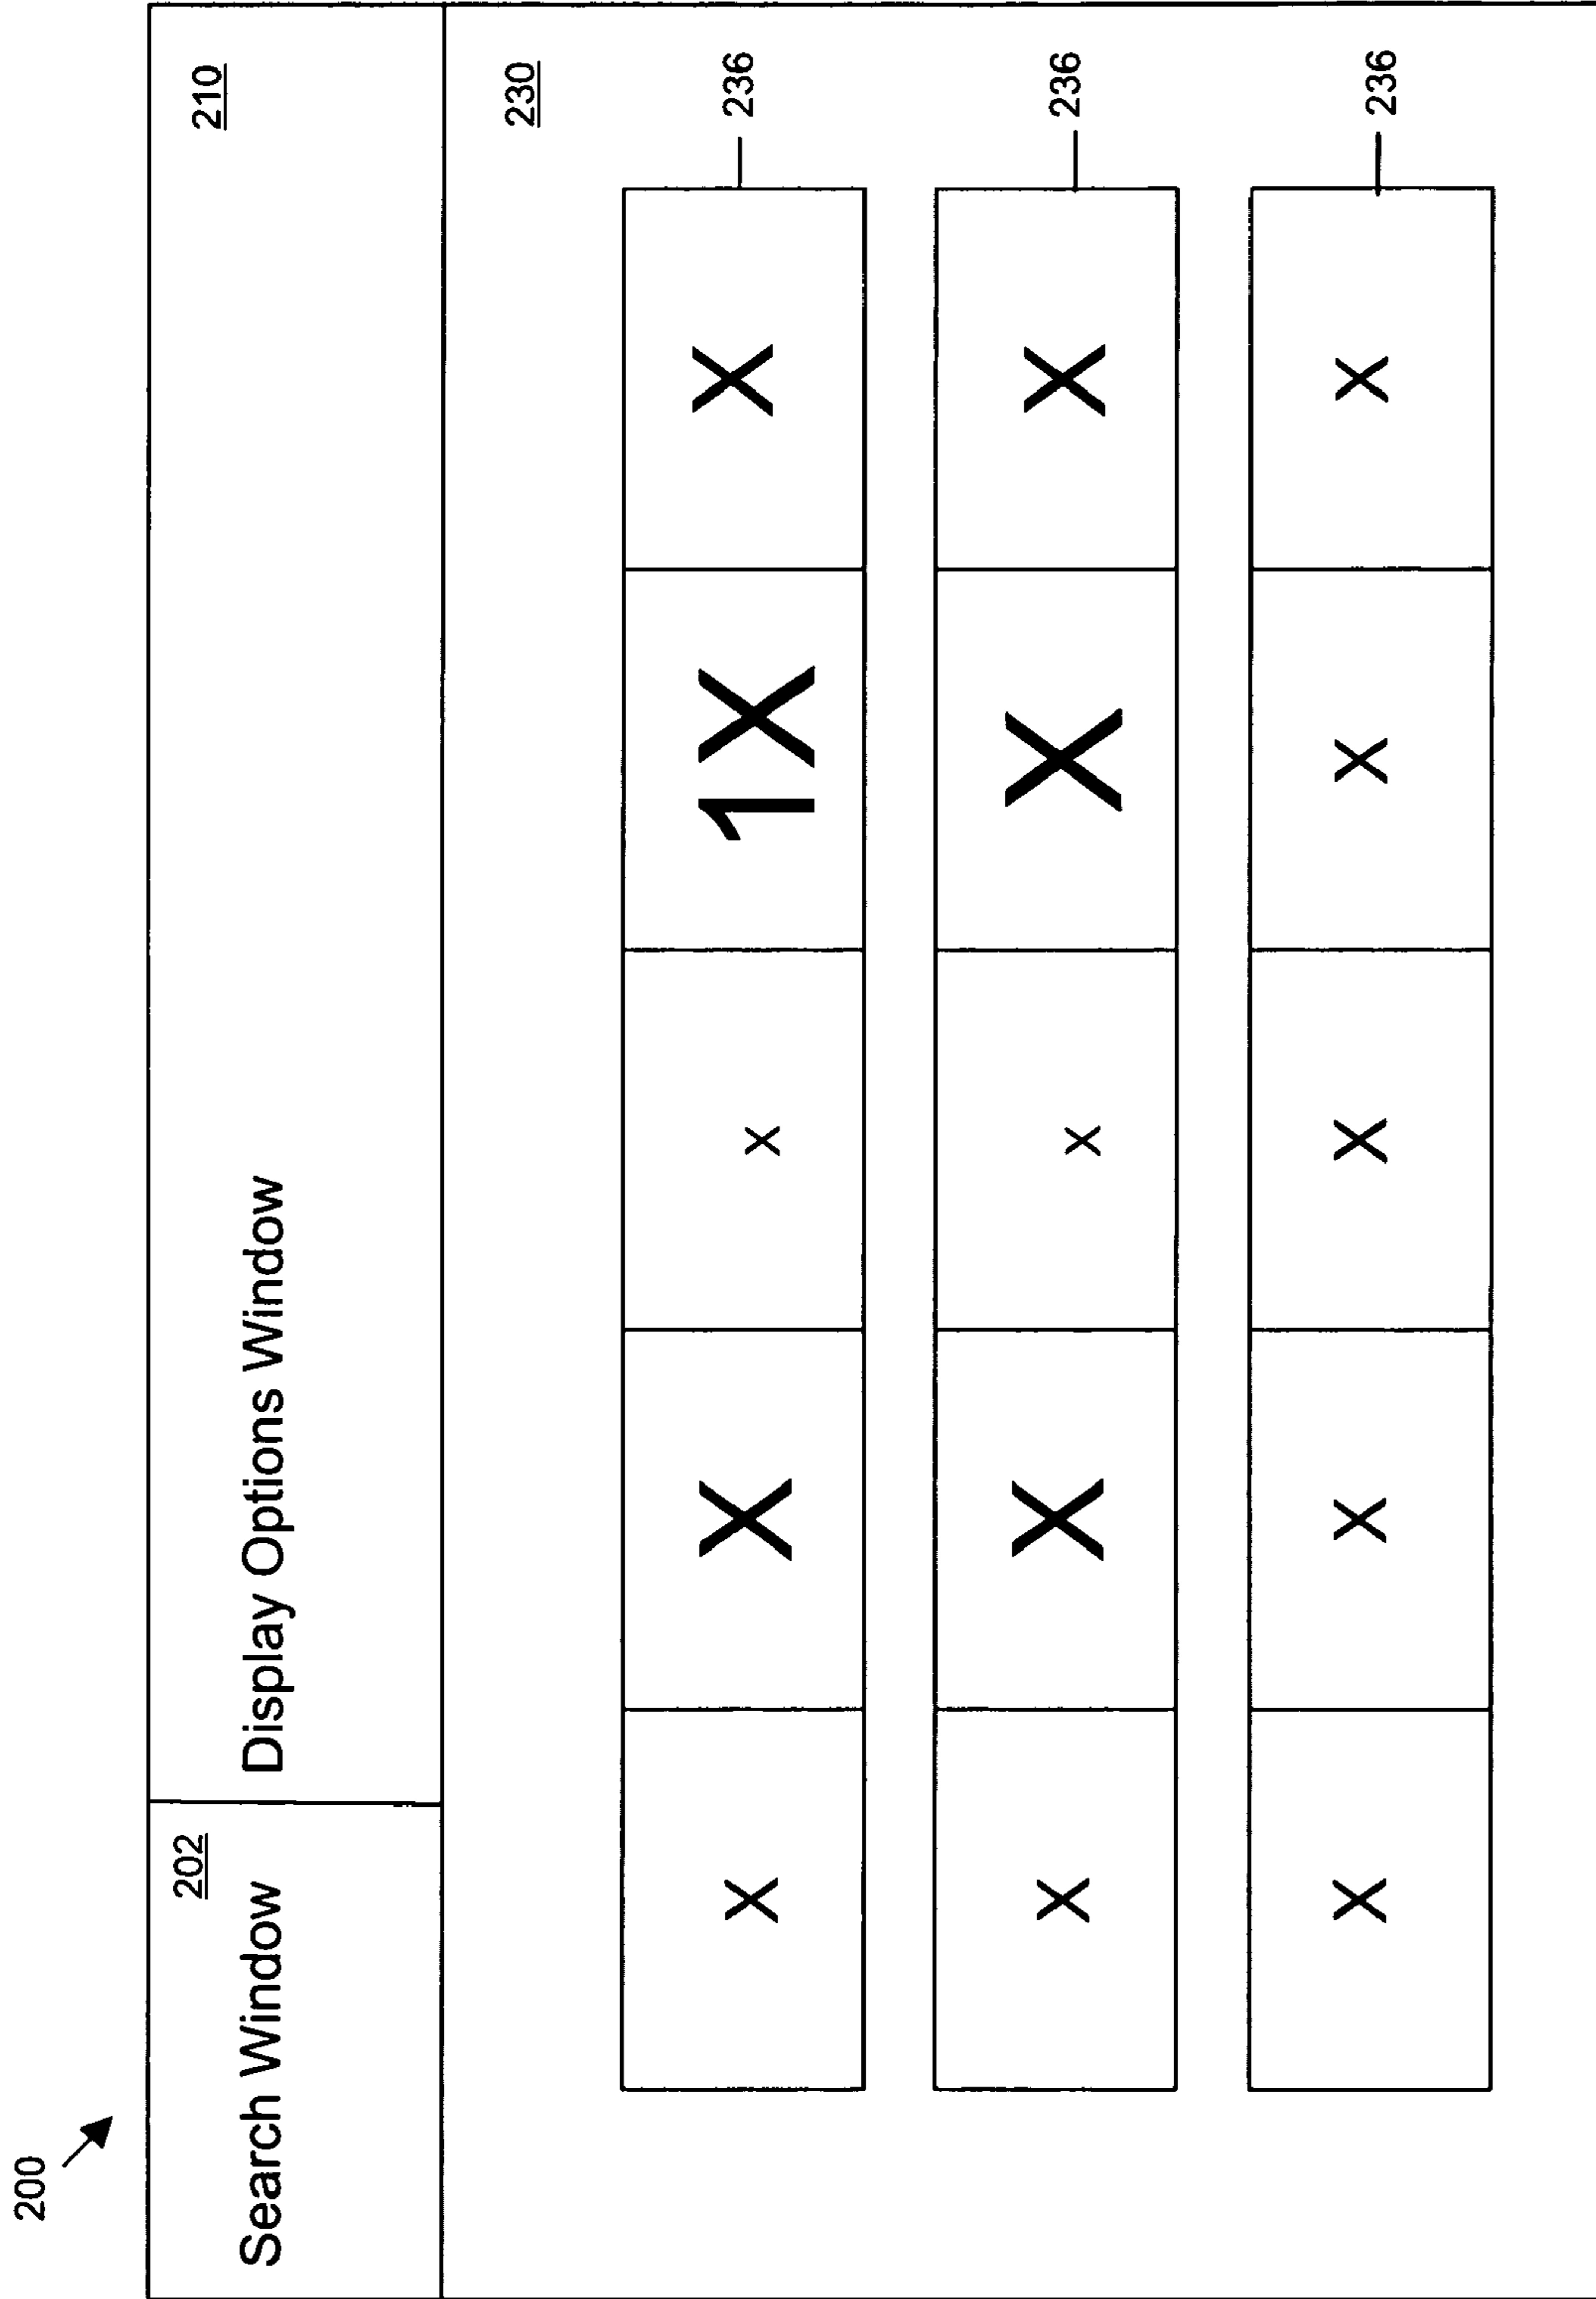 200
202
210
Search Window
Display Options Window
230
X X x 1X X 236
X X x X X 236
X X X X X 236